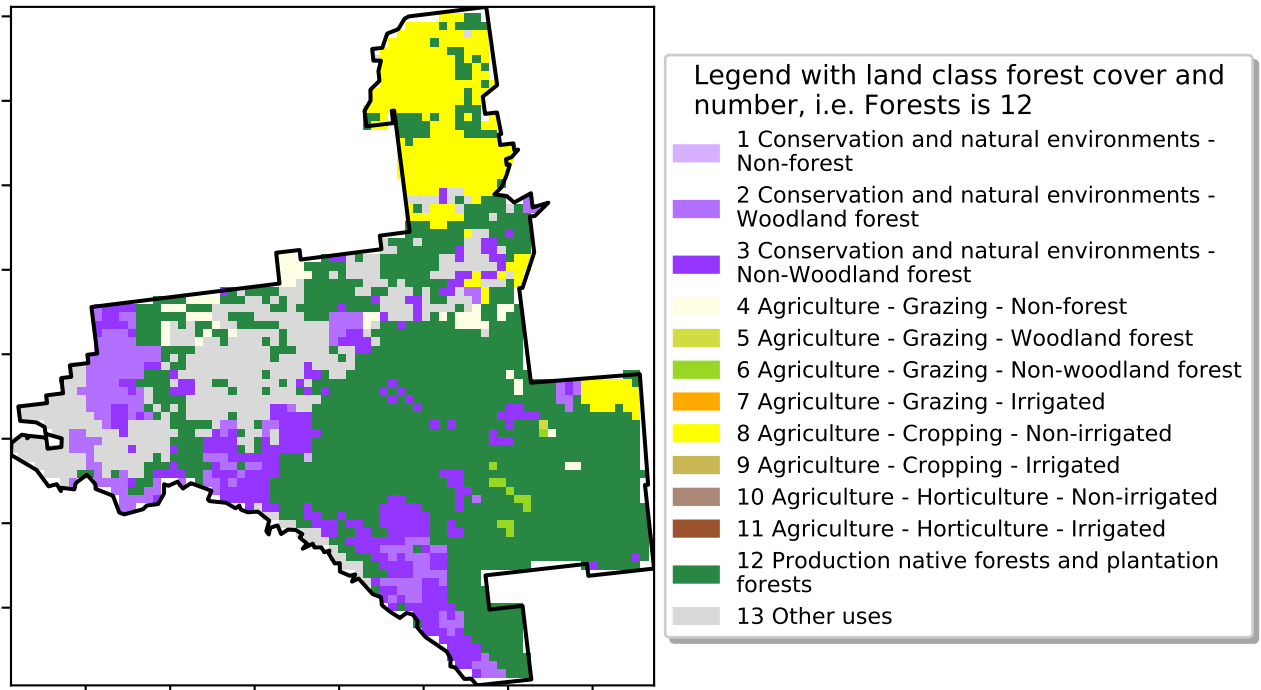 Legend with land class forest cover and
number, i.e. Forests is 12
1 Conservation and natural environments -
Non-forest
2 Conservation and natural environments -
Woodland forest
3 Conservation and natural environments -
Non-Woodland forest
4 Agriculture - Grazing - Non-forest
5 Agriculture - Grazing - Woodland forest
6 Agriculture - Grazing - Non-woodland forest
7 Agriculture - Grazing - Irrigated
8 Agriculture - Cropping - Non-irrigated
9 Agriculture - Cropping - Irrigated
10 Agriculture - Horticulture - Non-irrigated
11 Agriculture - Horticulture - Irrigated
12 Production native forests and plantation
forests
13 Other uses